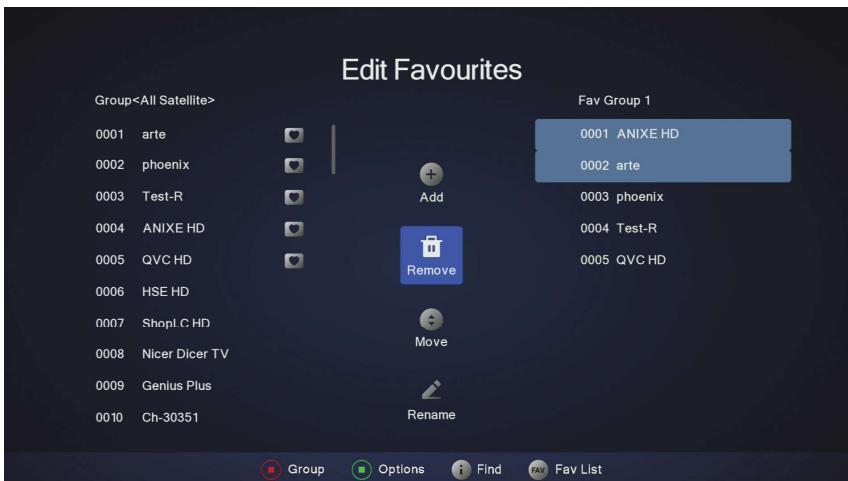 Edit Favourites
Group<All Satellite>
0001 arte
0002 phoenix
0003 Test-R
0004 ANIXE HD
0005 QVC HD
0006 HSE HD
0007 ShopLC HD
0008 Nicer Dicer TV
0009 Genius Plus
0010 Ch-30351
Add
Remove
Move
Rename
Fav Group 1
0001 ANIXE HD
0002 arte
0003 phoenix
0004 Test-R
0005 QVC HD
Group Options i Find FAV Fav List